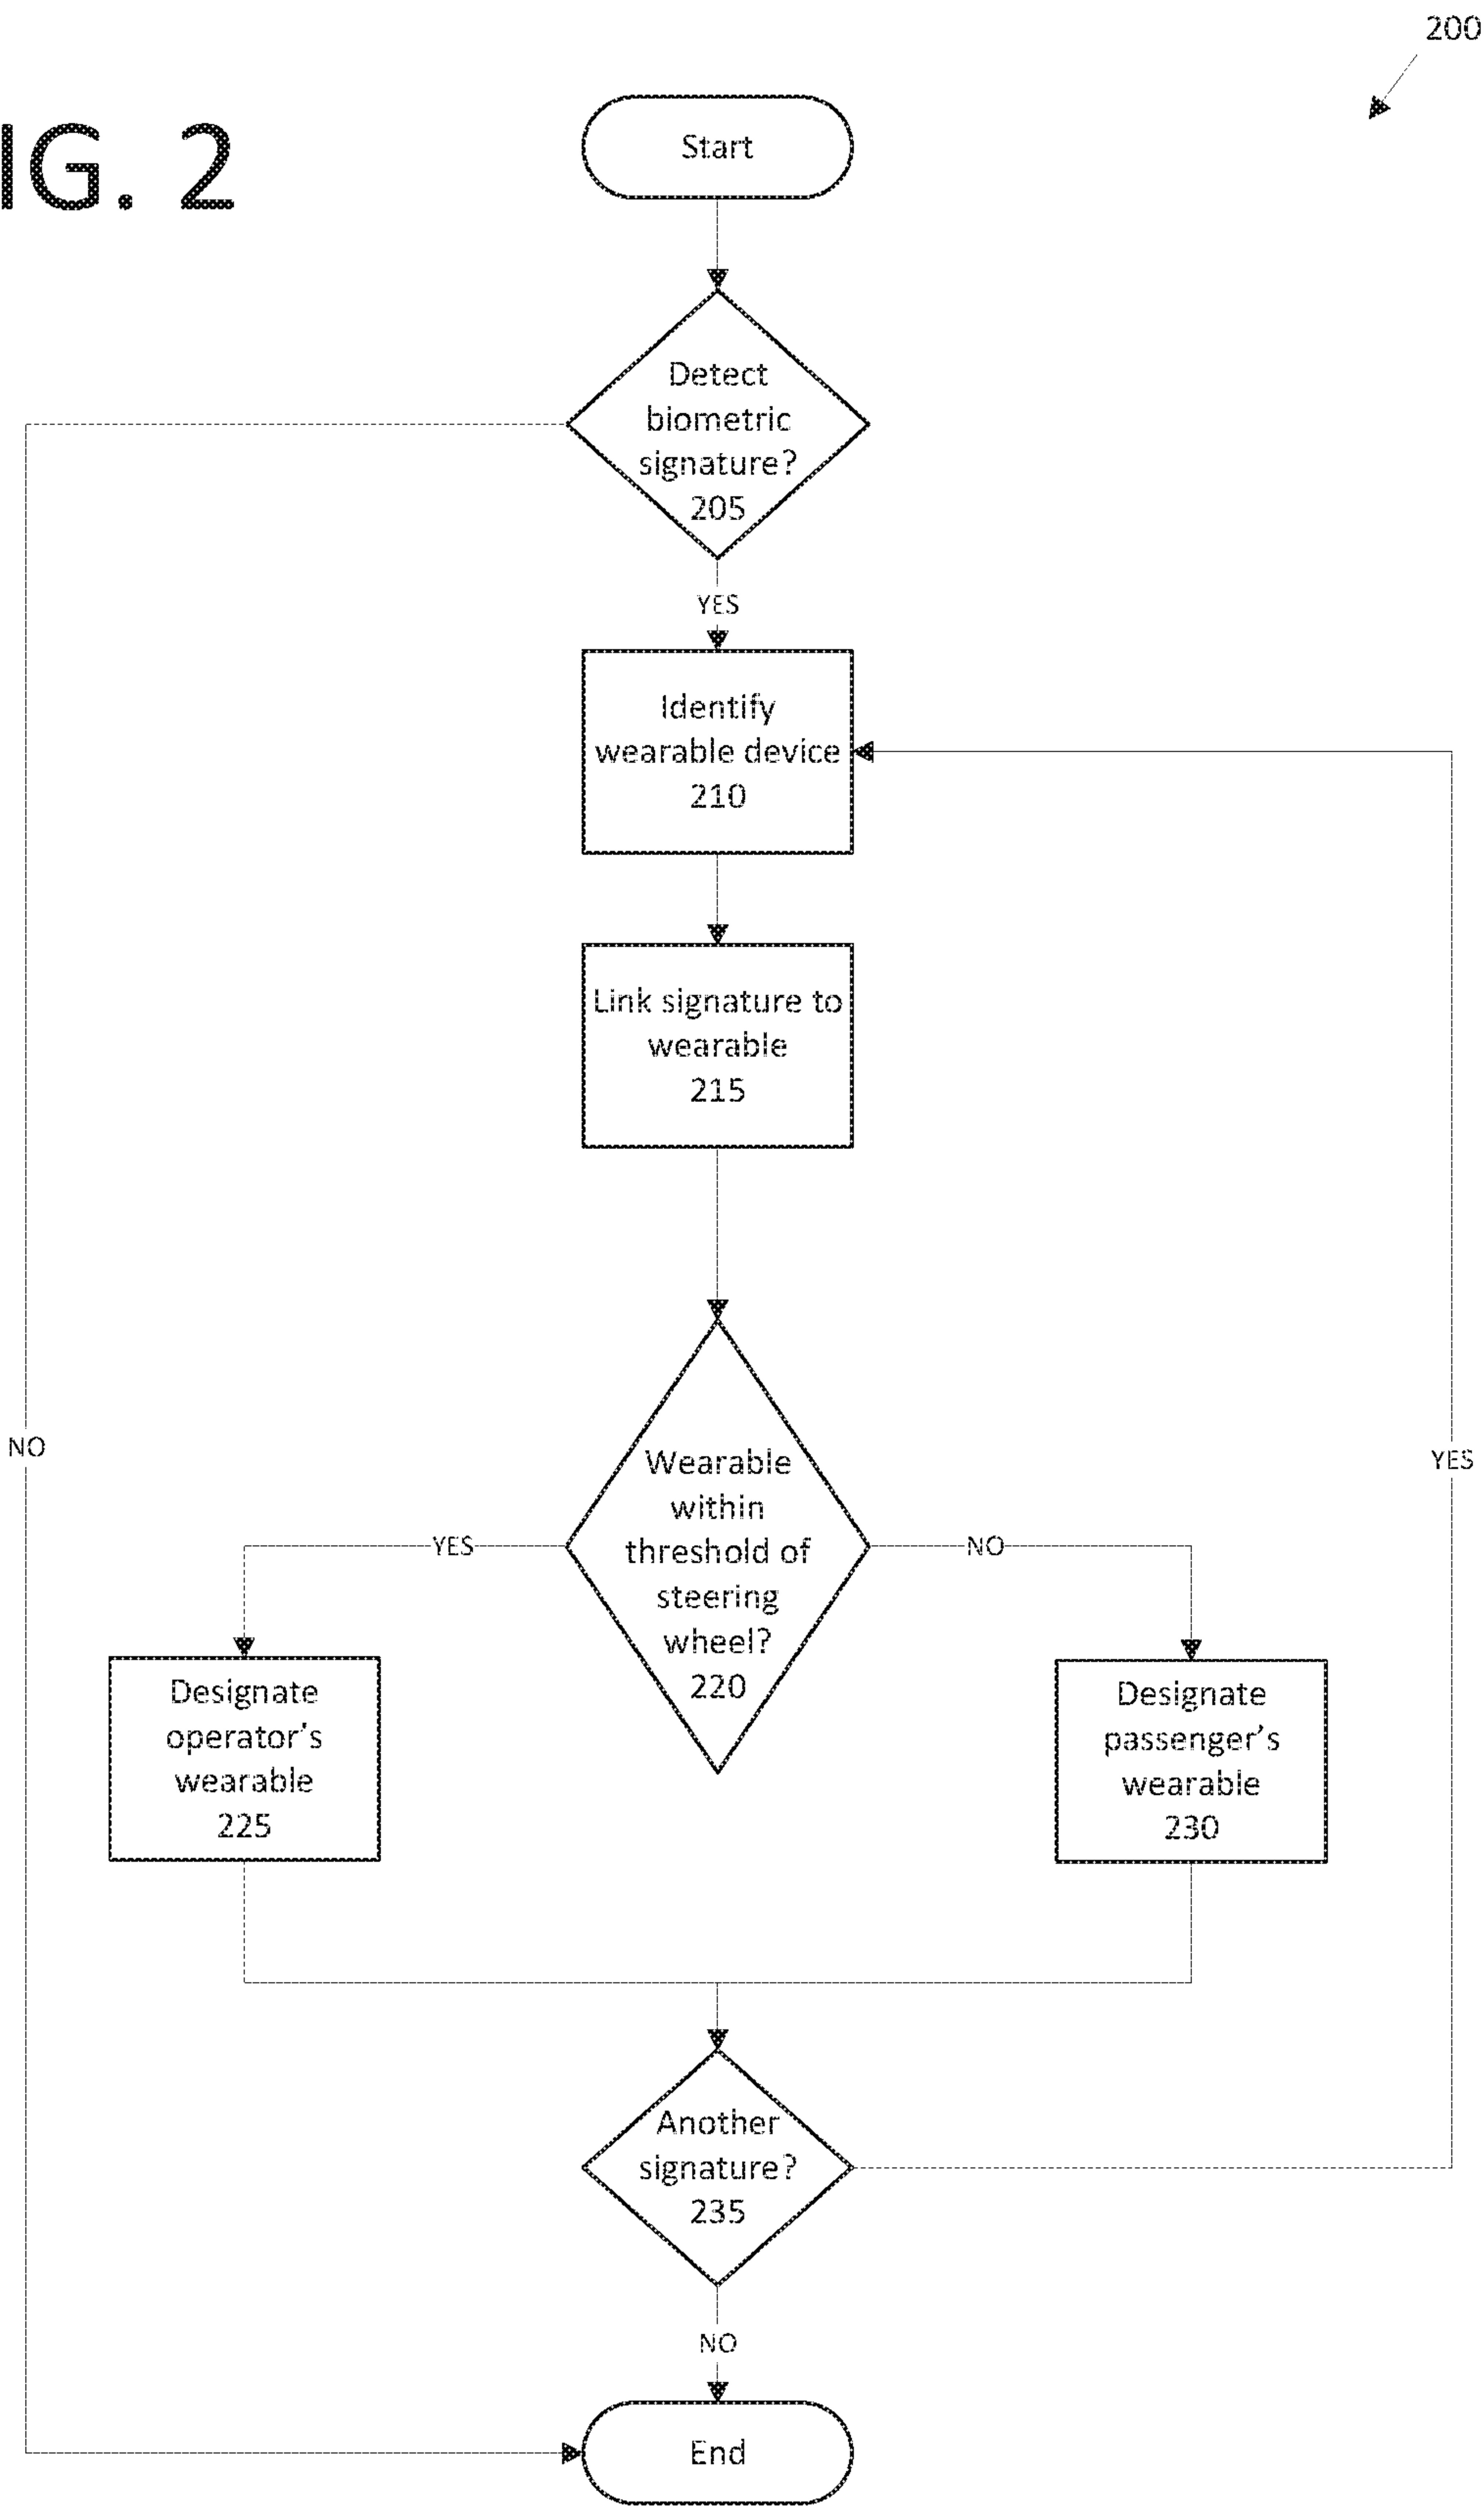 200
IG. 2
Start
Detect
biometric
signature?
205
YES
Identify
wearable device
210
Link signature to
wearable
215
NO
YES
Wearable
within
threshold of
steering
wheel?
220
YES
NO
Designate
operator's
wearable
225
Designate
passenger’s
wearable
230
Another
signature?
235
NO
End